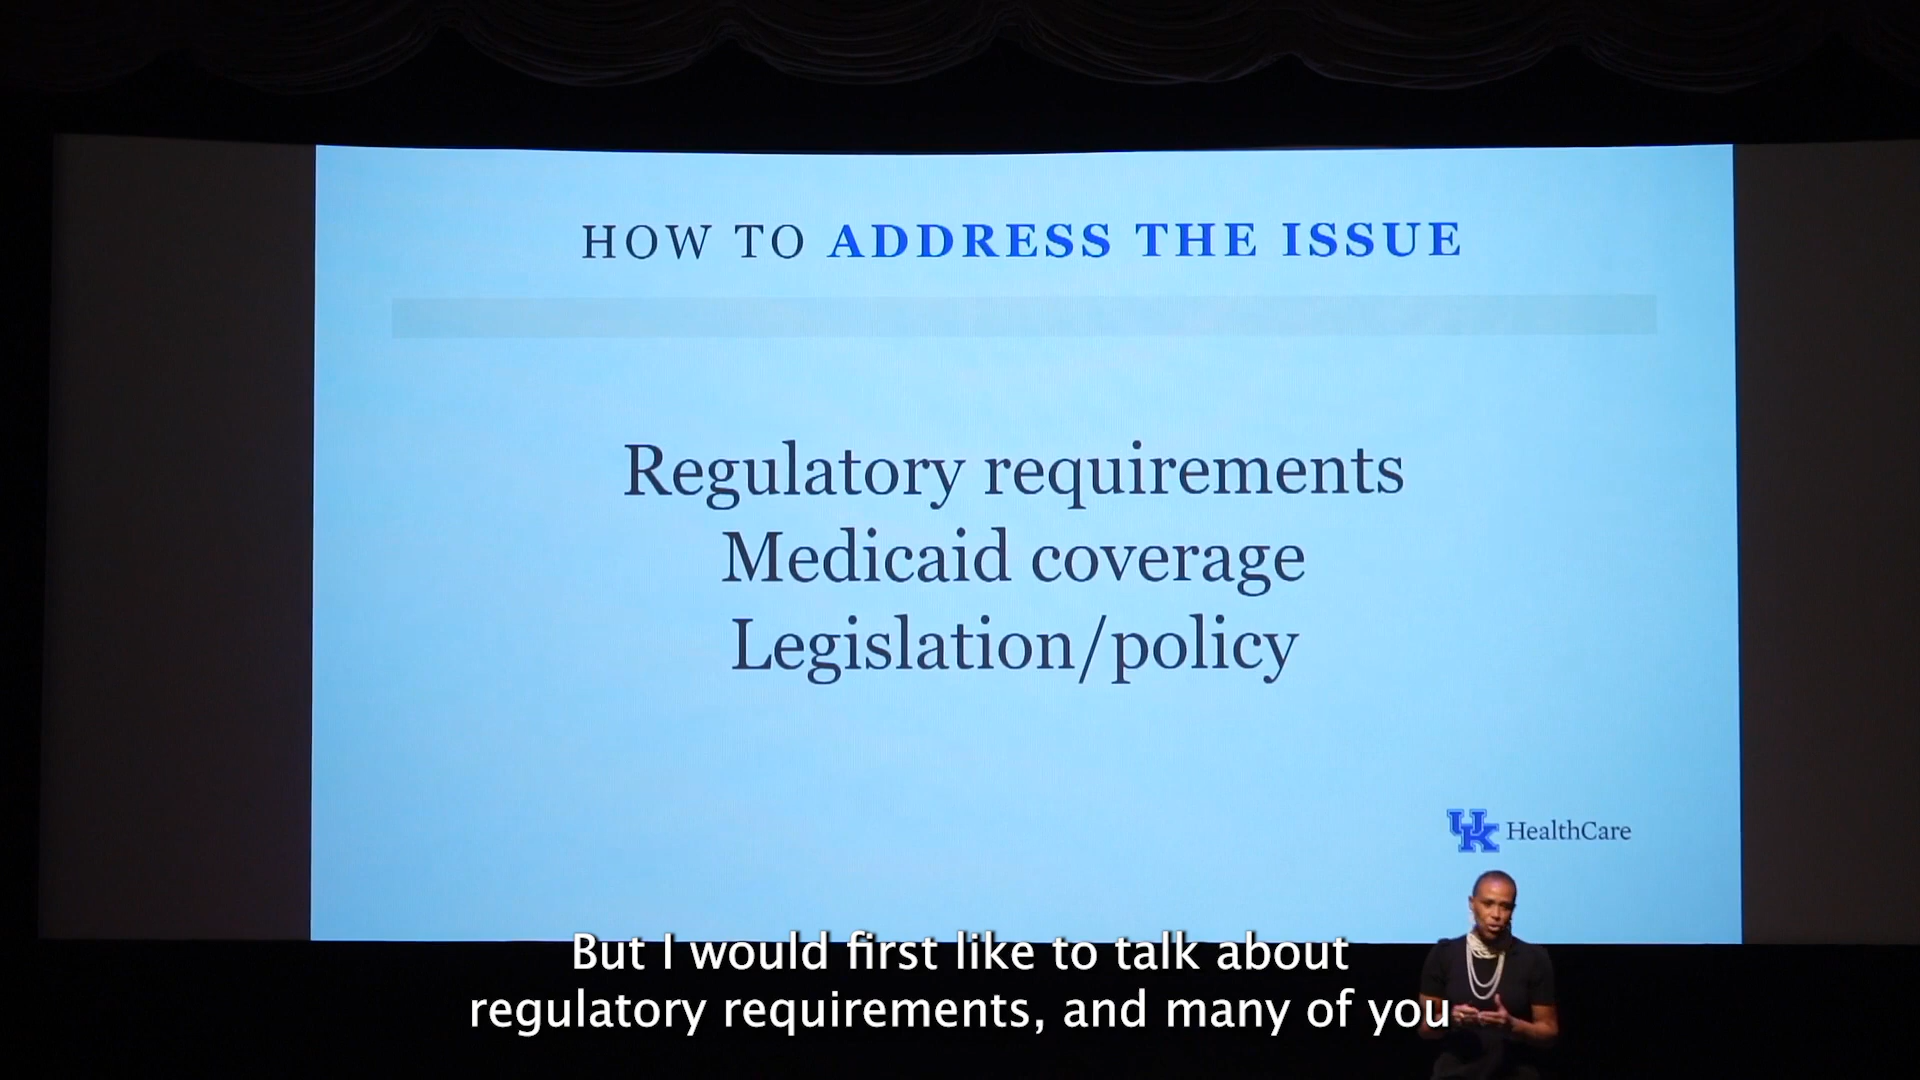 HOW TO ADDRESS THE ISSUE
Regulatory requirements
Medicaid coverage
Legislation/policy
UK HealthCare
But I would first like to talk about
regulatory requirements, and many of you